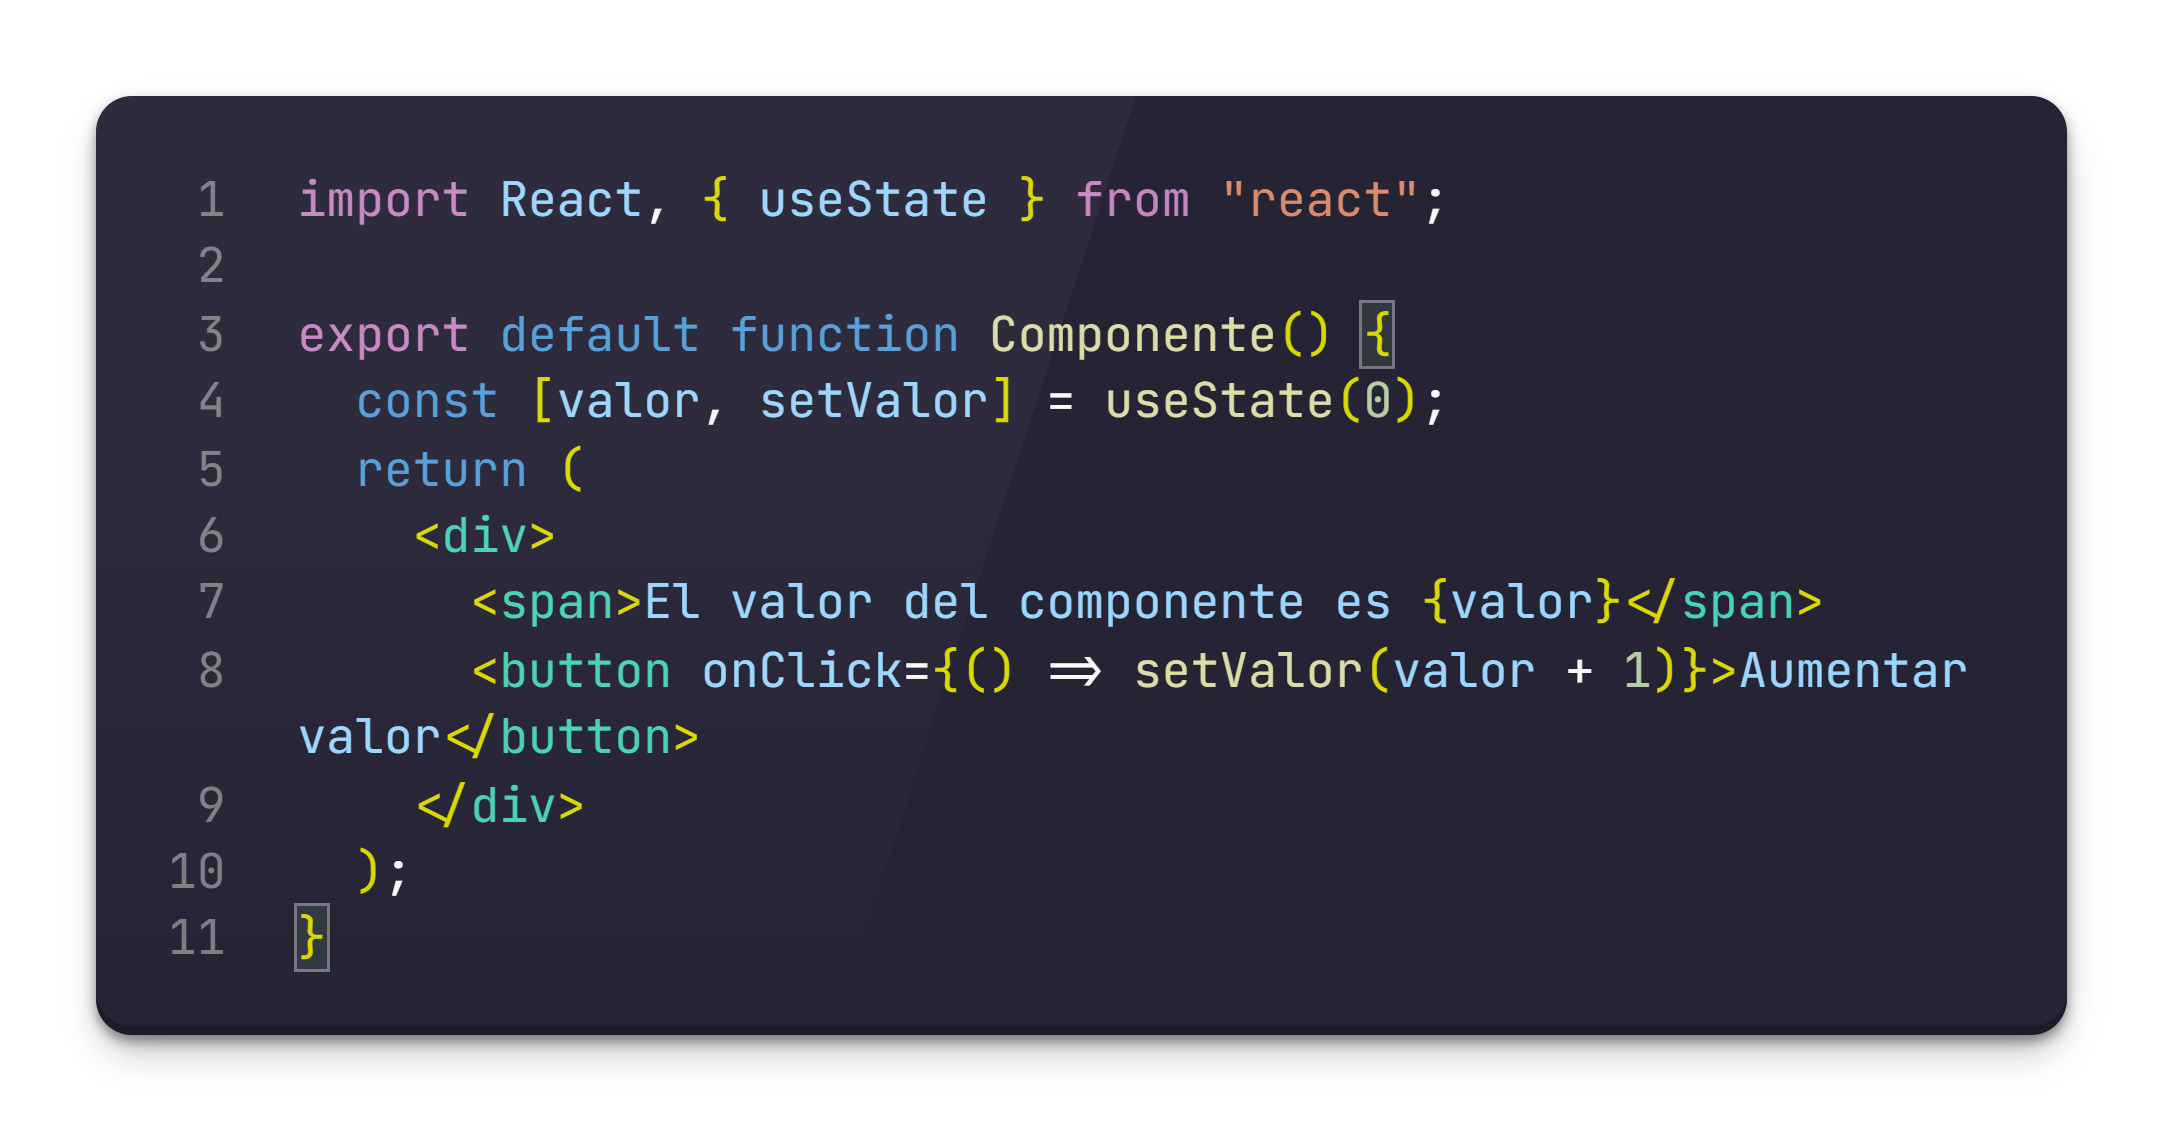 1 import React, { useState } from "react";
2
3 export default function Componente() {
4 const [valor, setValor] = useState(0);
5 return (
6 <div>
7 <span>El valor del componente es {valor}</span>
8 <button onClick={() => setValor(valor + 1)}>Aumentar
valor</button>
9 </div>
10 );
11 }